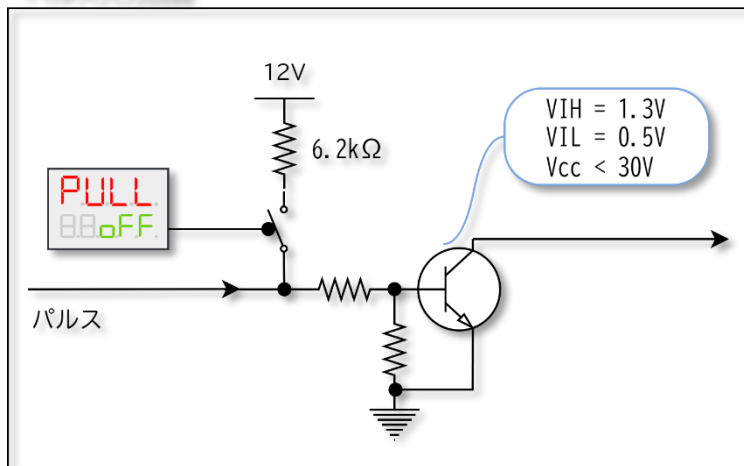 12V
6.2kΩ
VIH = 1.3V
VIL = 0.5V
Vcc < 30V
PULL
oFF
パルス